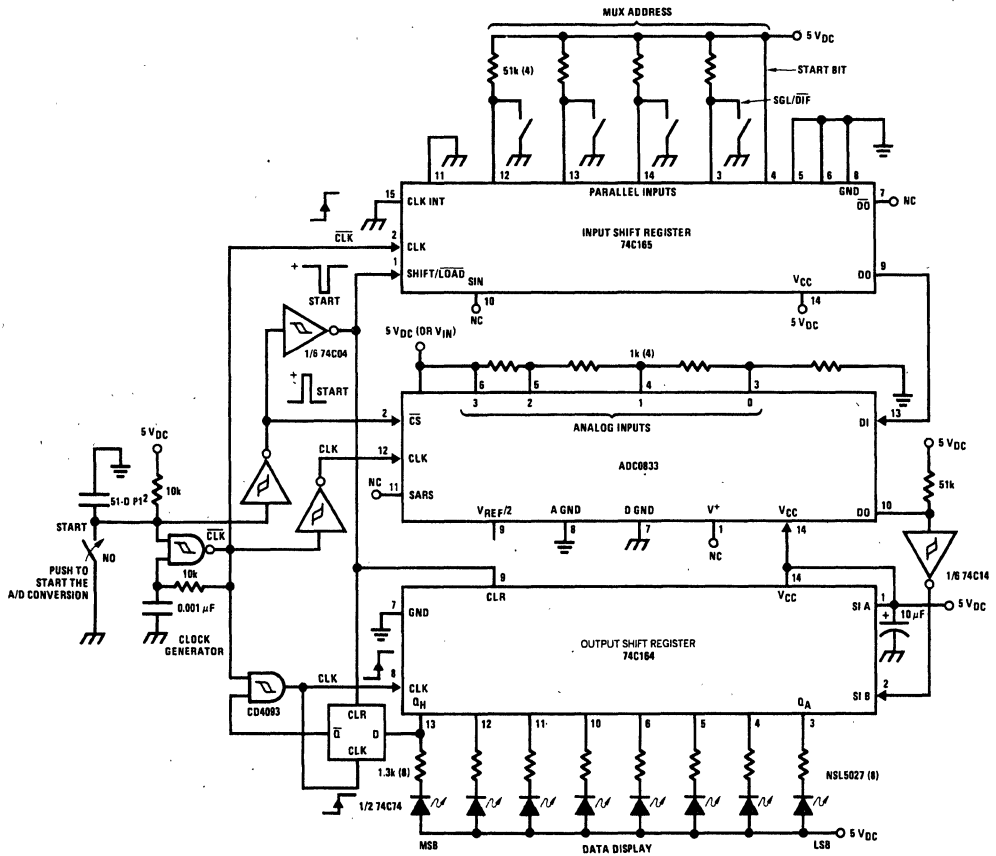 MUX ADDRESS
5 VDC
51k (4)
START BIT
SGL/DIF
11
12
13
14
3
4
5
6
8
PARALLEL INPUTS
GND
15
CLK INT
DO
7
NC
INPUT SHIFT REGISTER
74C165
CLK
2
CLK
1
SHIFT/LOAD
+
START
SIN
VCC
DO
9
10
NC
14
5 VDC
1/6 74C04
5 VDC (OR VIN)
1k (4)
+
START
6
5
4
3
3
2
1
0
2
CS
ANALOG INPUTS
DI
13
CLK
12
CLK
ADC0833
5 VDC
5 VDC
10k
51-D P1²
NC
11
SARS
51k
DO
10
VREF/2
A GND
D GND
V+
VCC
9
8
7
1
14
NC
START
NO
CLK
PUSH TO
START THE
A/D CONVERSION
10k
0.001 µF
CLOCK
GENERATOR
1/6 74C14
9
CLR
14
VCC
7
GND
SI A
1
5 VDC
+
10 µF
OUTPUT SHIFT REGISTER
74C164
CLK
8
CLK
SI B
2
CD4093
QH
QA
CLR
Q
D
CLK
13
12
11
10
6
5
4
3
1.3k (8)
NSL5027 (8)
1/2 74C74
MSB
DATA DISPLAY
LSB
5 VDC